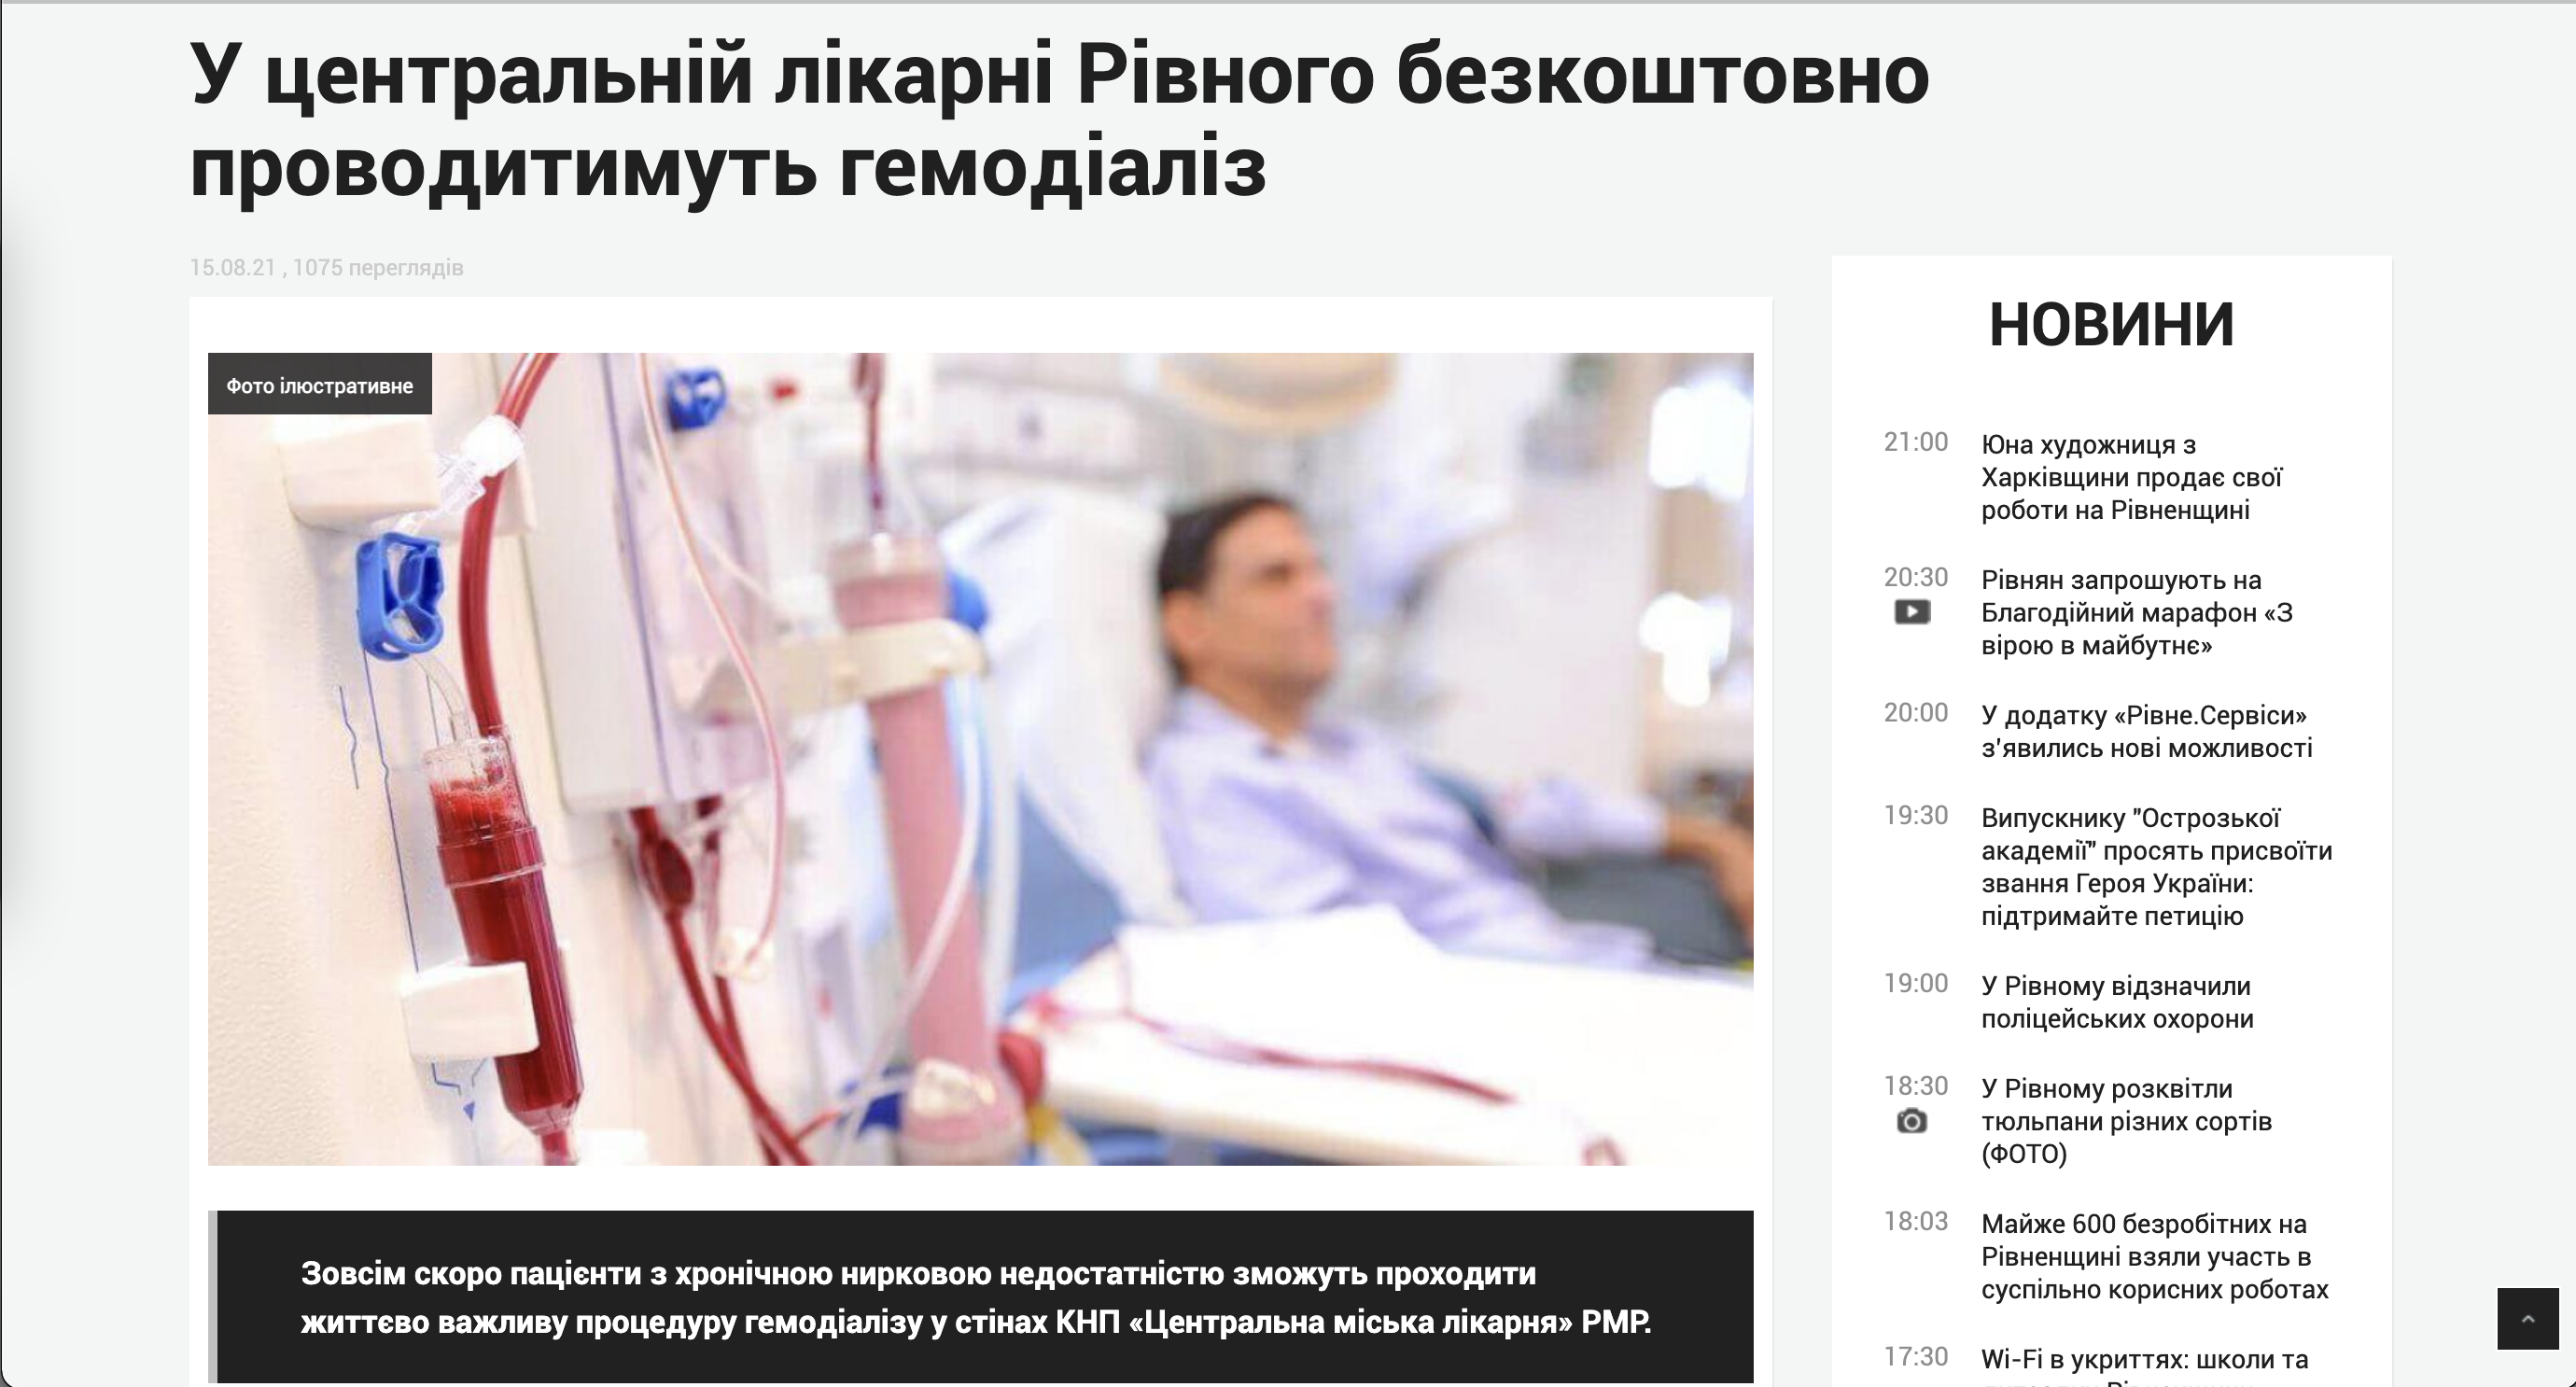 У центральній лікарні Рівного безкоштовно
проводитимуть гемодіаліз
15.08.21 , 1075 переглядів
Фото ілюстративне
Зовсім скоро пацієнти з хронічною нирковою недостатністю зможуть проходити
життєво важливу процедуру гемодіалізу у стінах КНП «Центральна міська лікарня» РМР.
НОВИНИ
21:00
Юна художниця з
Харківщини продає свої
роботи на Рівненщині
20:30
Рівнян запрошують на
Благодійний марафон «З
вірою в майбутнє»
20:00
У додатку «Рівне.Сервіси»
з'явились нові можливості
19:30
Випускнику "Острозької
академії" просять присвоїти
звання Героя України:
підтримайте петицію
19:00
У Рівному відзначили
поліцейських охорони
18:30
У Рівному розквітли
тюльпани різних сортів
(ФОТО)
18:03
Майже 600 безробітних на
Рівненщині взяли участь в
суспільно корисних роботах
17:30
Wi-Fi в укриттях: школи та